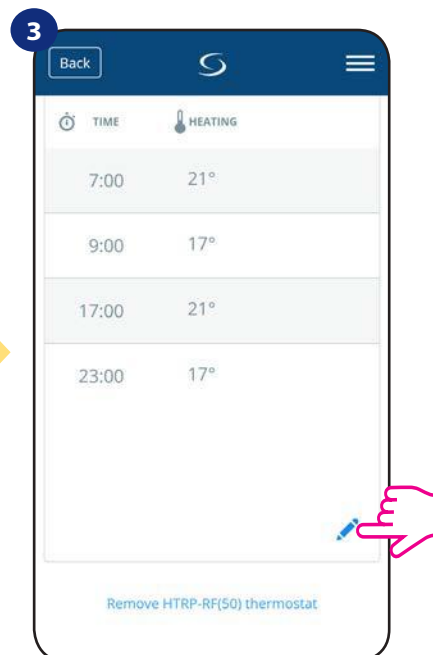 3
Back
TIME HEATING
7:00 21°
9:00 17°
17:00 21°
23:00 17°
Remove HTRP-RF(50) thermostat